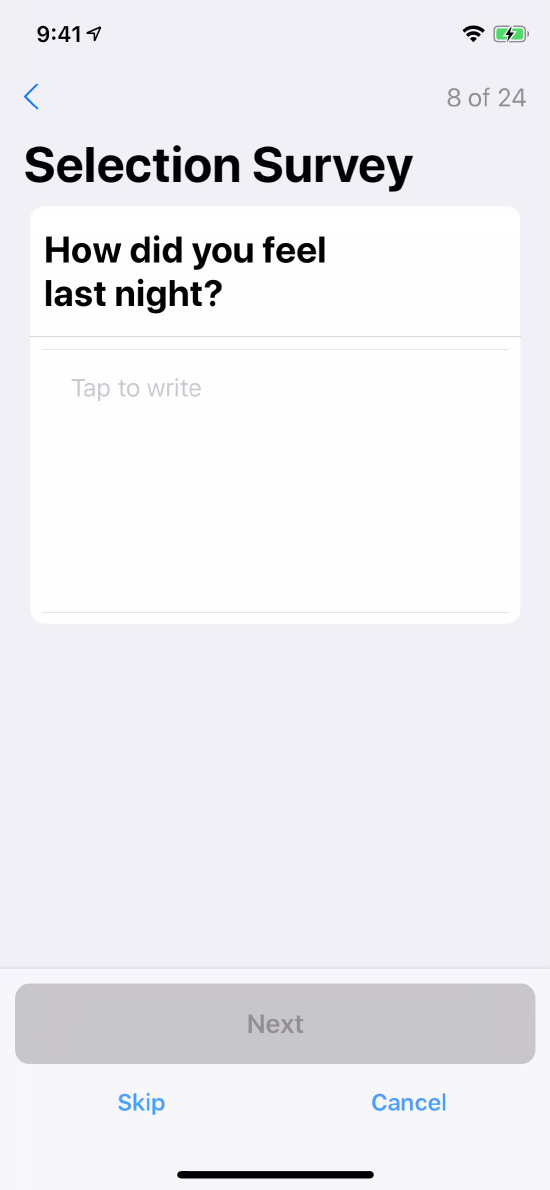 9:41
8 of 24
Selection Survey
How did you feel
last night?
Tap to write
Next
Skip
Cancel